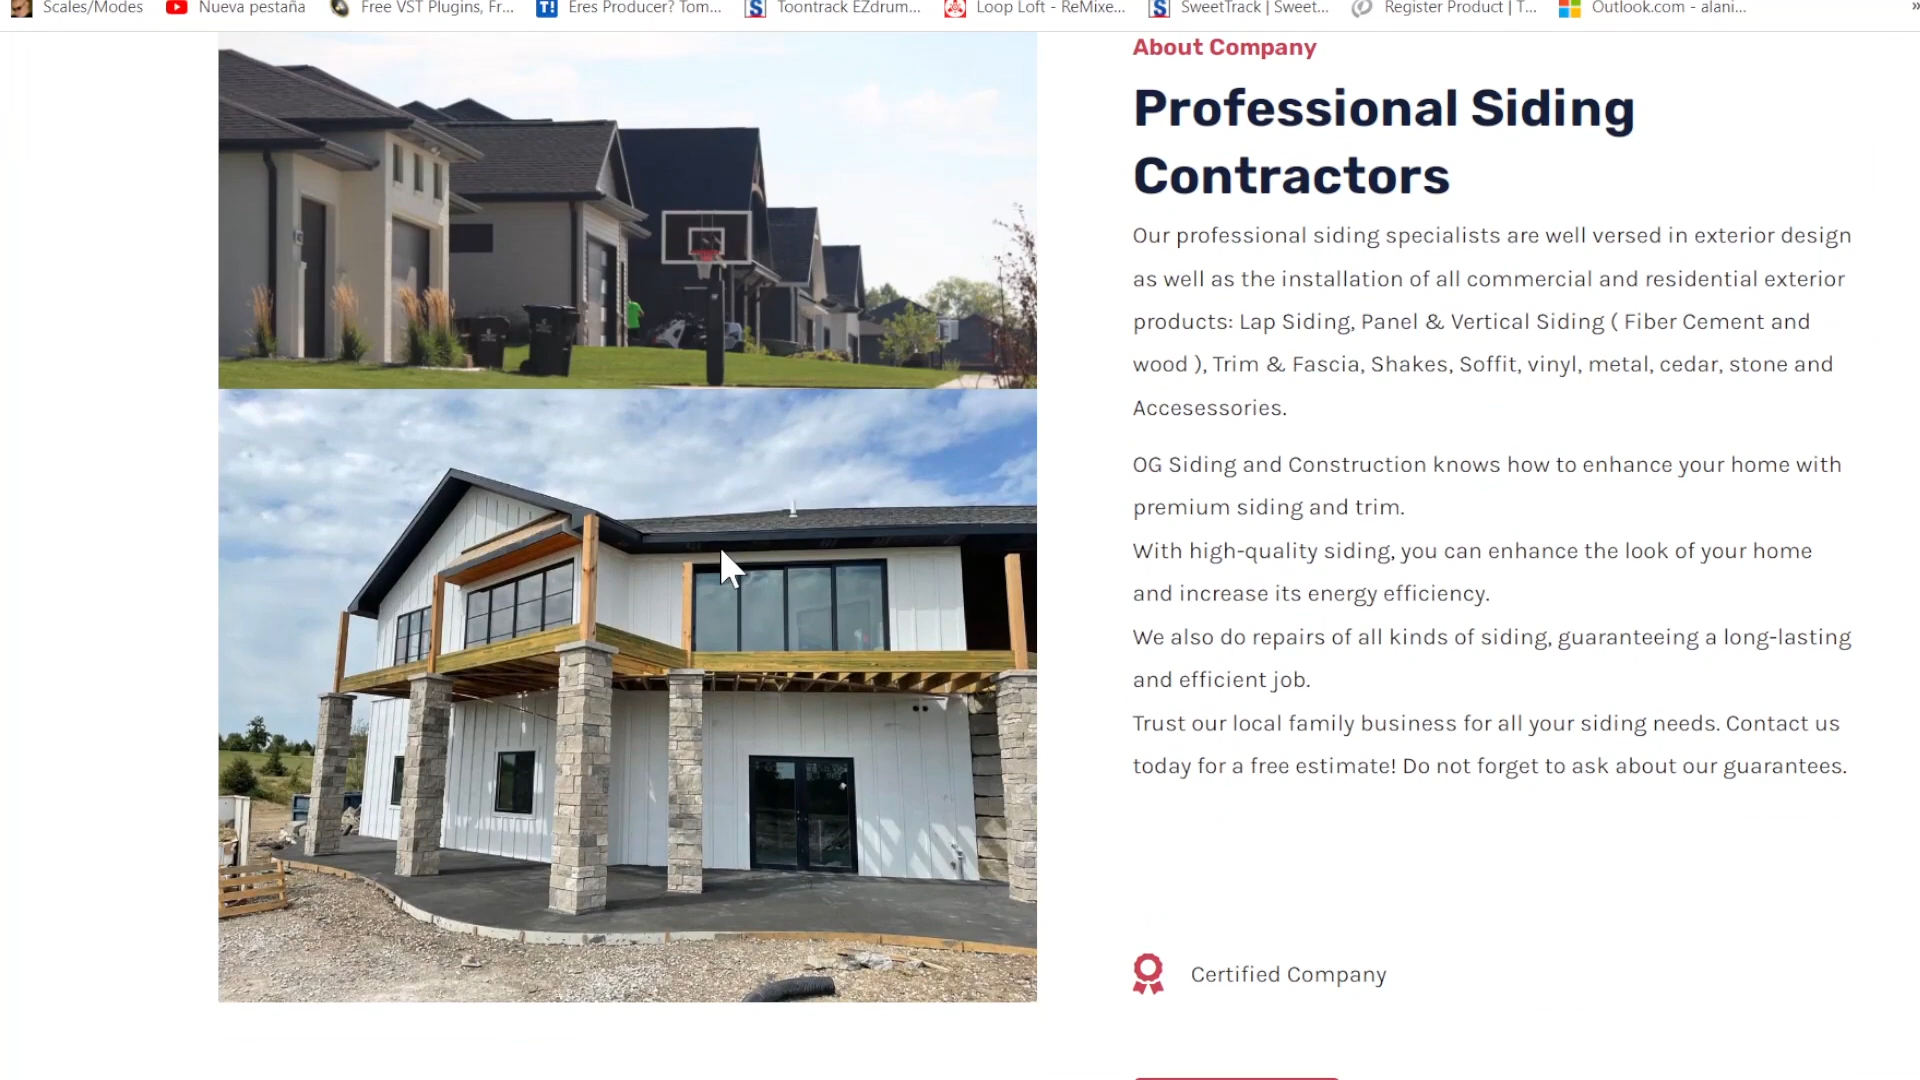 Scales/Modes
Nueva pestaña
Free VST Plugins, Fr...
Eres Producer? Tom...
Toontrack EZdrum...
Loop Loft - ReMixe...
SweetTrack | Sweet...
Register Product | T...
Outlook.com - alani...
About Company
Professional Siding
Contractors
Our professional siding specialists are well versed in exterior design
as well as the installation of all commercial and residential exterior
products: Lap Siding, Panel & Vertical Siding ( Fiber Cement and
wood ), Trim & Fascia, Shakes, Soffit, vinyl, metal, cedar, stone and
Accesessories.
OG Siding and Construction knows how to enhance your home with
premium siding and trim.
With high-quality siding, you can enhance the look of your home
and increase its energy efficiency.
We also do repairs of all kinds of siding, guaranteeing a long-lasting
and efficient job.
Trust our local family business for all your siding needs. Contact us
today for a free estimate! Do not forget to ask about our guarantees.
Certified Company